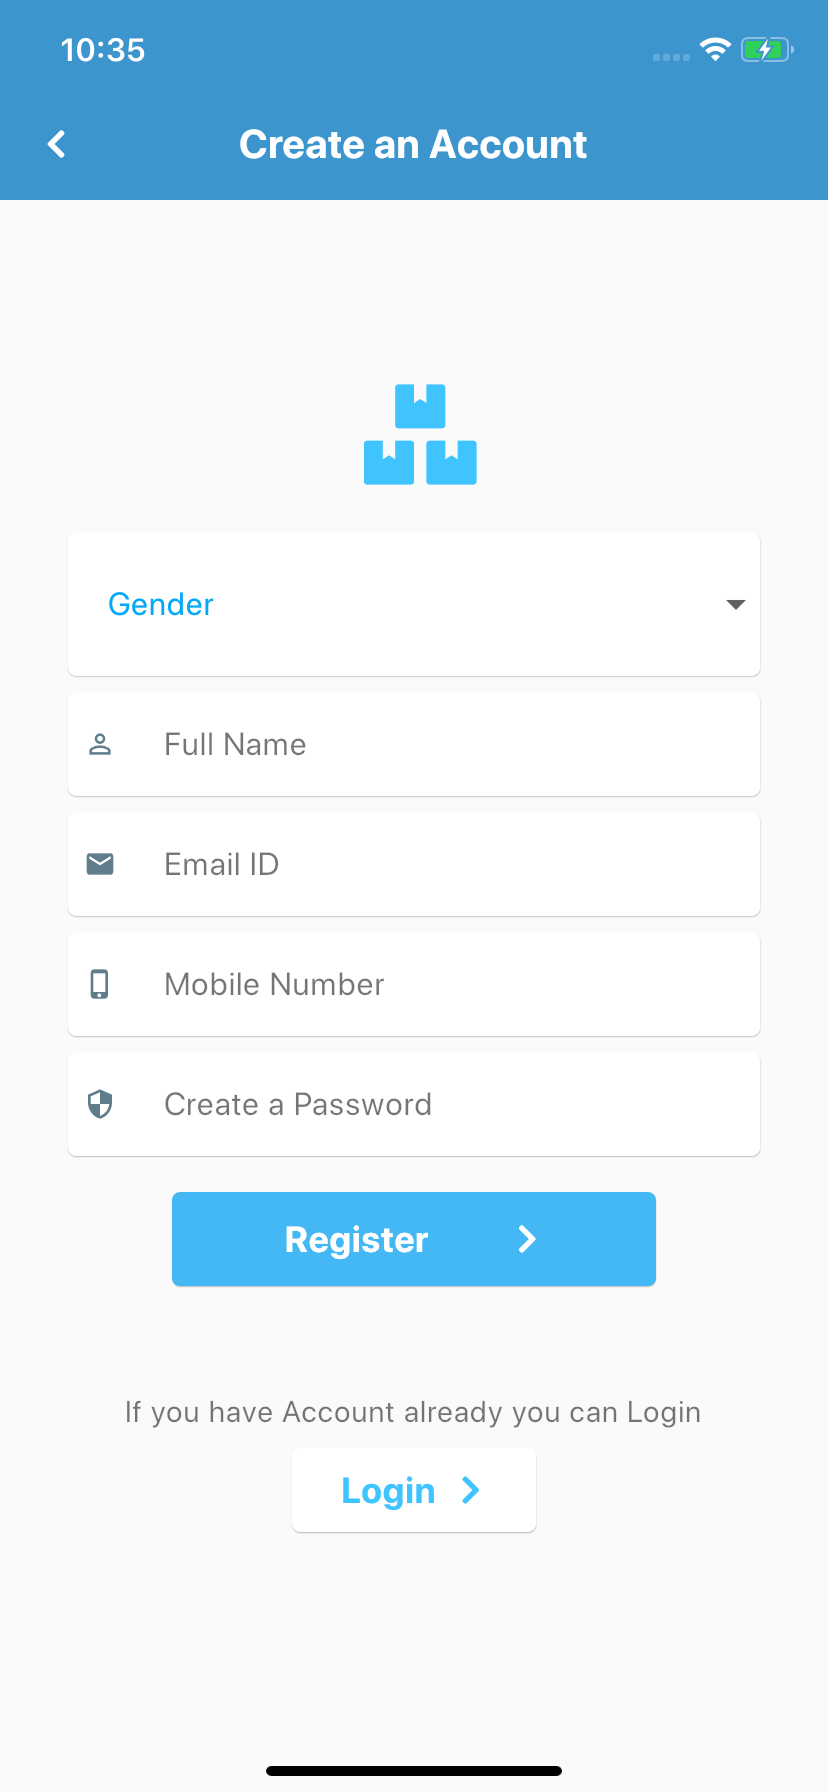 10:35
Create an Account
Gender
Full Name
Email ID
Mobile Number
Create a Password
Register
If you have Account already you can Login
Login